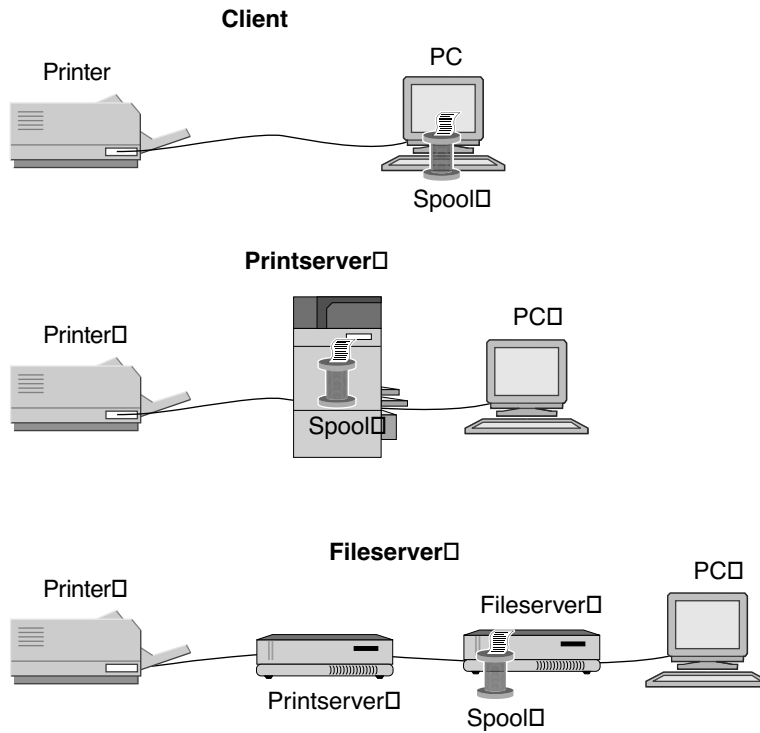 Client
Printer
PC
Spool□
Printserver□
Printer□
PC□
Spool□
Fileserver□
Printer□
Fileserver□
PC□
Printserver□
Spool□